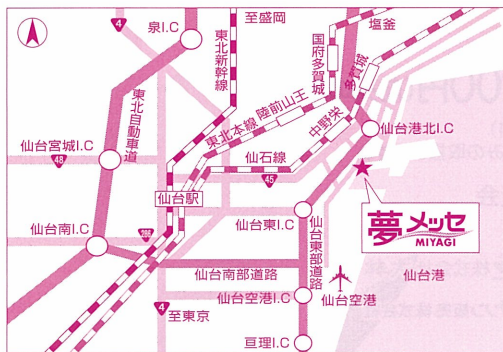 4
泉I.C
至盛岡
東北新幹線
塩釜
国府多賀城
多賀城
陸前山王
東北本線
中野栄
東北自動車道
仙台港北I.C
仙台宮城I.C
48
仙石線
45
仙台駅
夢メッセ
MIYAGI
仙台南I.C
286
仙台東I.C
仙台東部道路
仙台南部道路
仙台港
仙台空港I.C
仙台空港
4
至東京
亘理I.C